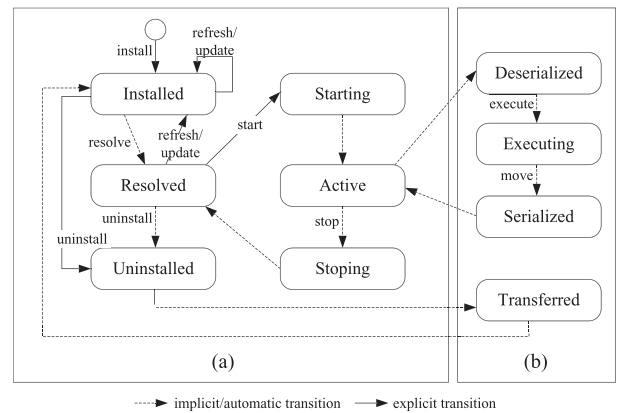 install
refresh/
update
Installed
Starting
resolve
refresh/
update
start
Resolved
Active
uninstall
stop
uninstall
Uninstalled
Stoping
(a)
Deserialized
execute
Executing
move
Serialized
Transferred
(b)
implicit/automatic transition
explicit transition